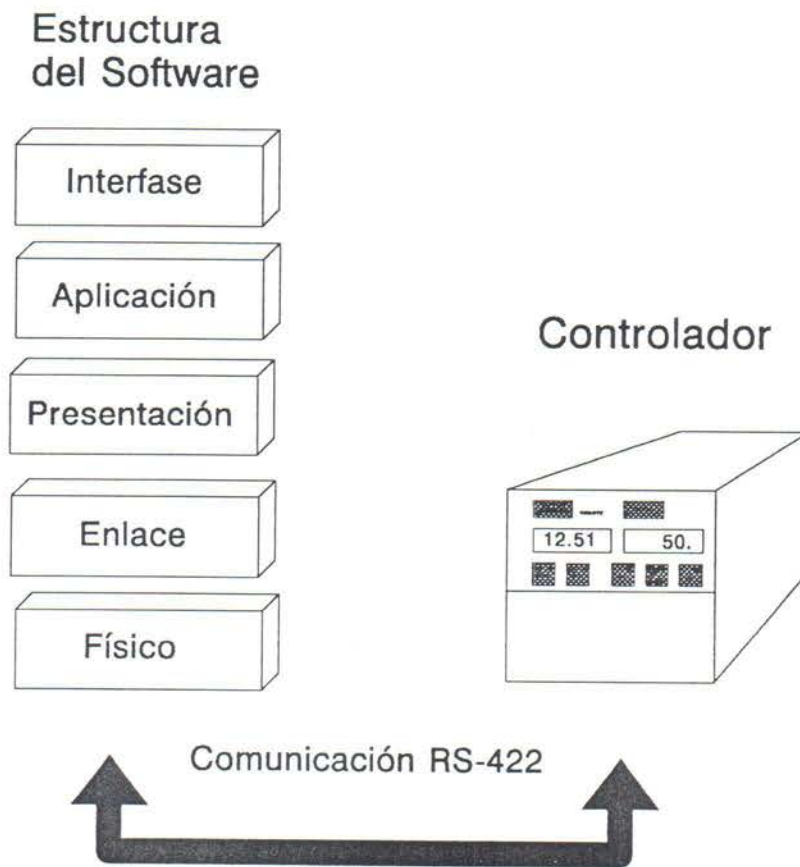 Estructura
del Software
Interfase
Aplicación
Presentación
Enlace
Físico
Controlador
12.51
50.
Comunicación RS-422